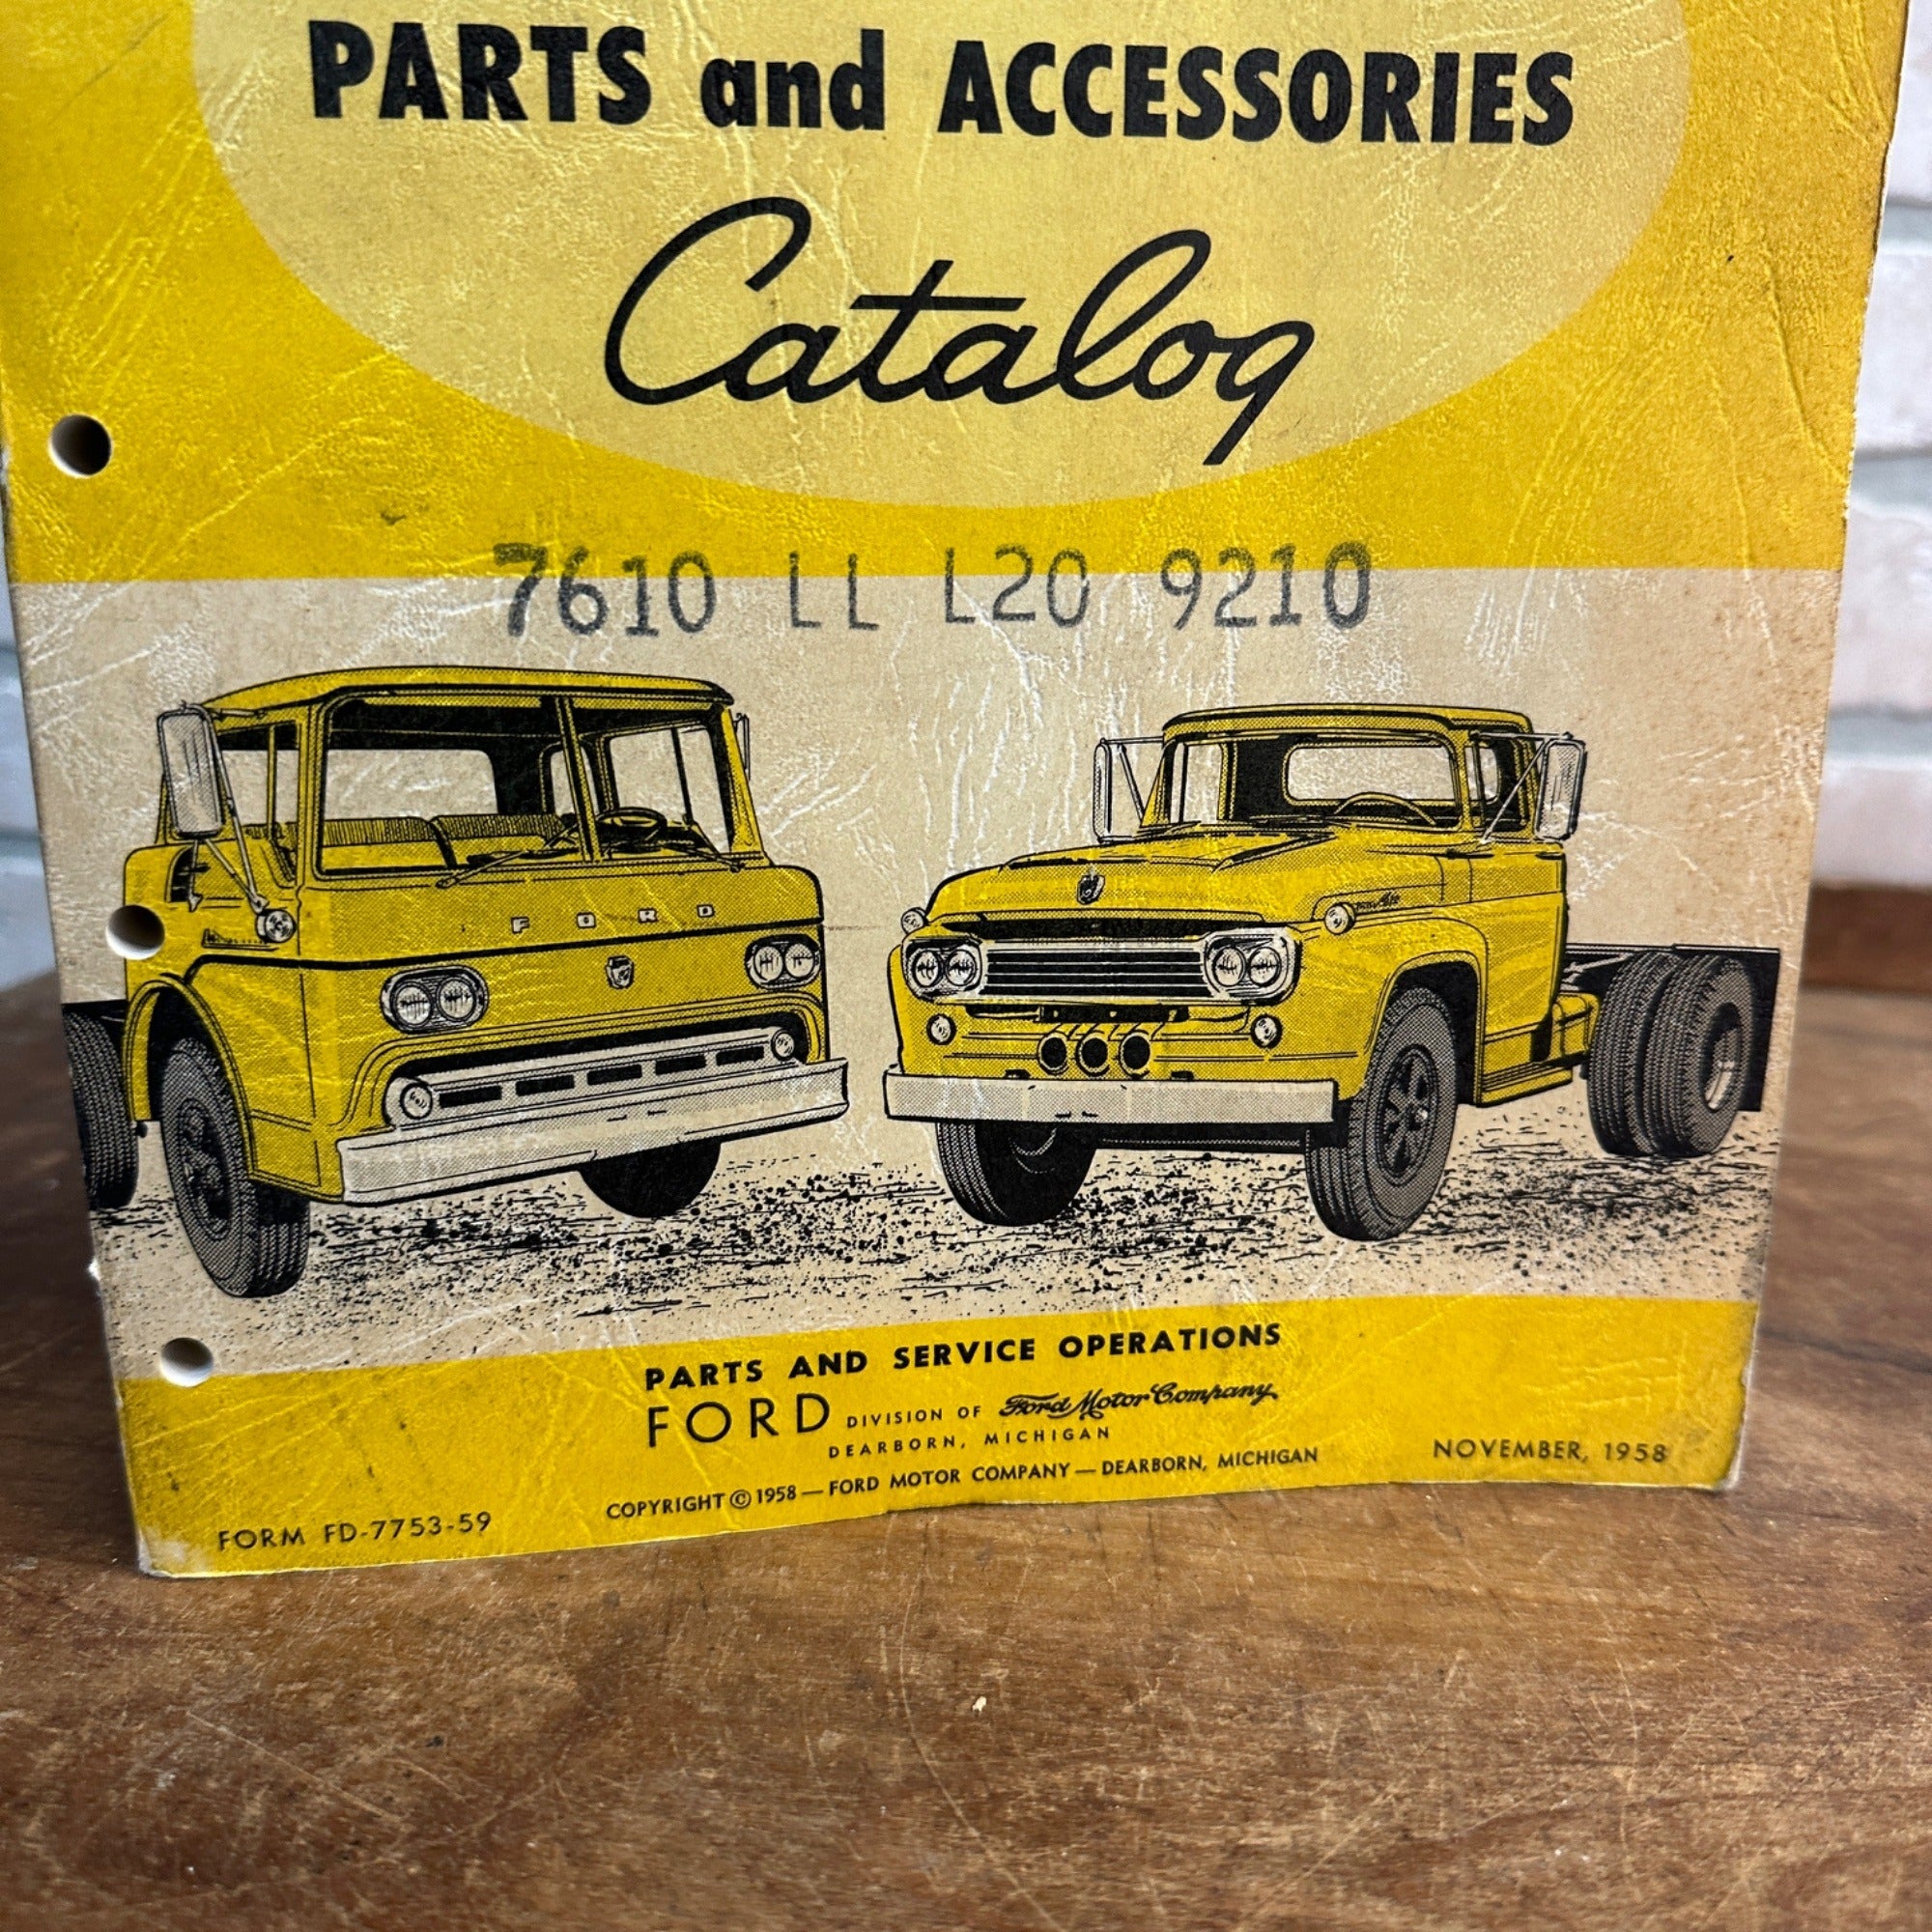 PARTS and ACCESSORIES
Catalog
7610 LL L20 9210
FORD
PARTS AND SERVICE OPERATIONS
FORD DIVISION OF Ford Motor Company
DEARBORN, MICHIGAN
COPYRIGHT © 1958 — FORD MOTOR COMPANY — DEARBORN, MICHIGAN
NOVEMBER, 1958
FORM FD-7753-59